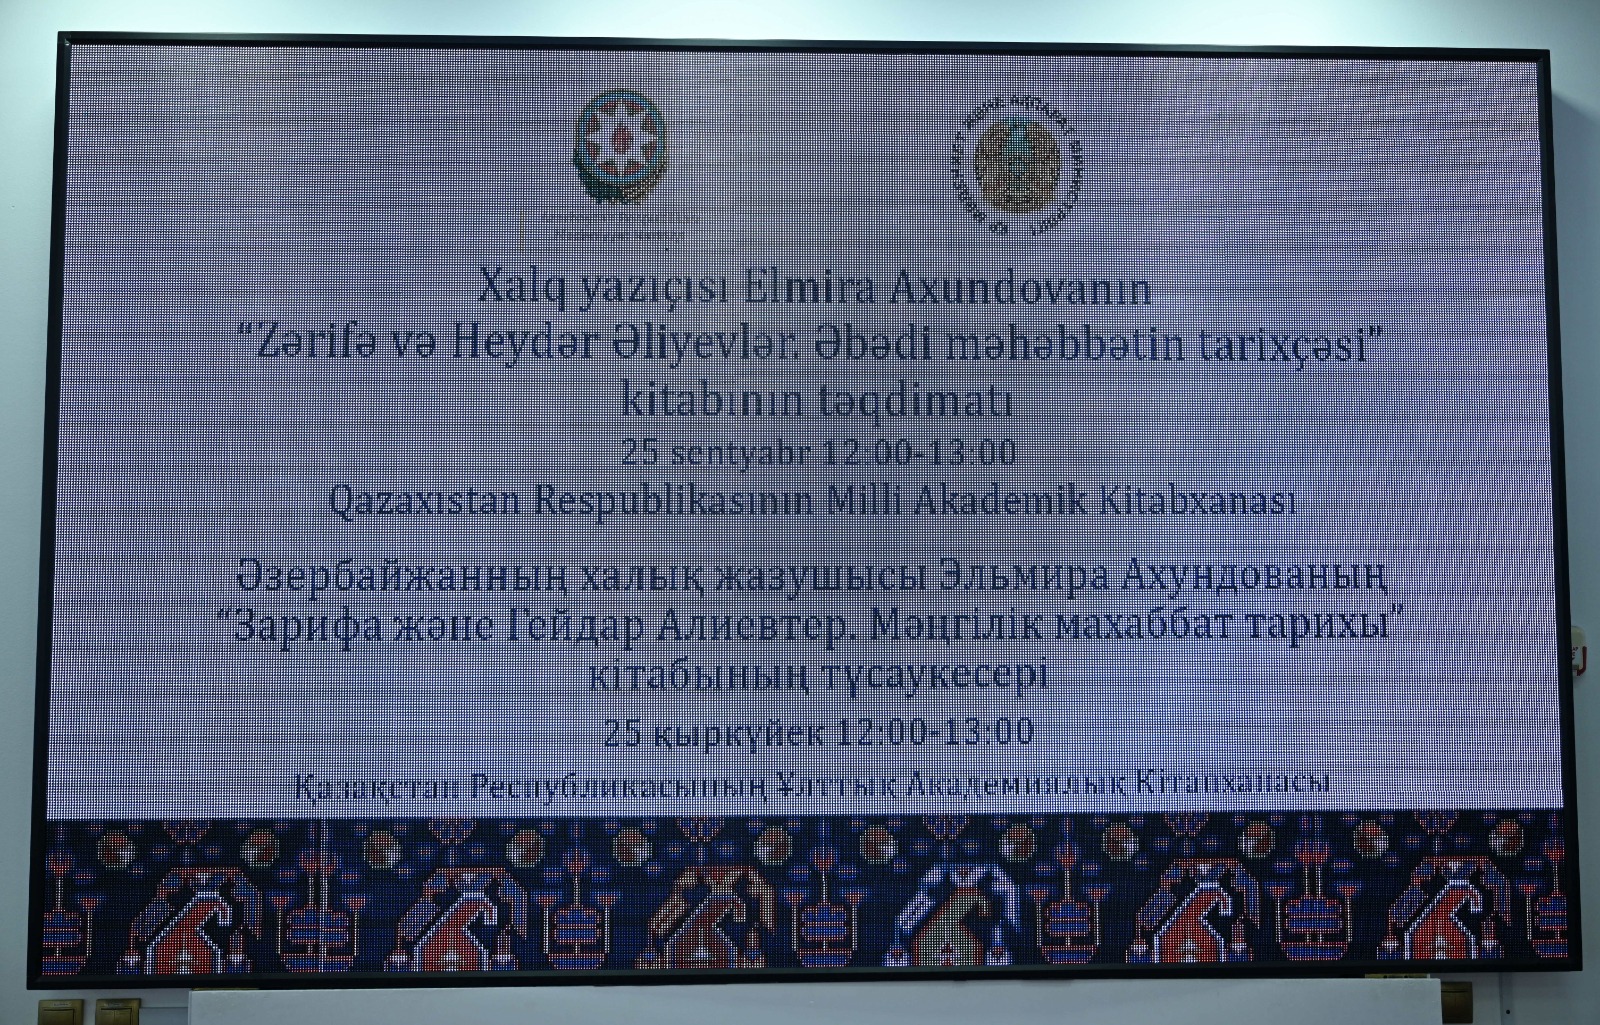 Xalq yazıçısı Elmira Axundovanın
"Zərifə və Heydər Əliyevlər. Əbədi məhəbbətin tarixçəsi"
kitabının təqdimatı
25 sentyabr 12:00-13:00
Qazaxıstan Respublikasının Milli Akademik Kitabxanası
Әзербайжанның халық жазушысы Эльмира Ахундованың
"Зарифа және Гейдар Алиевтер. Мәңгілік махаббат тарихы"
кітабының тұсаукесері
25 қыркүйек 12:00-13:00
Қазақстан Республикасының Ұлттық Академиялық Кітапханасы